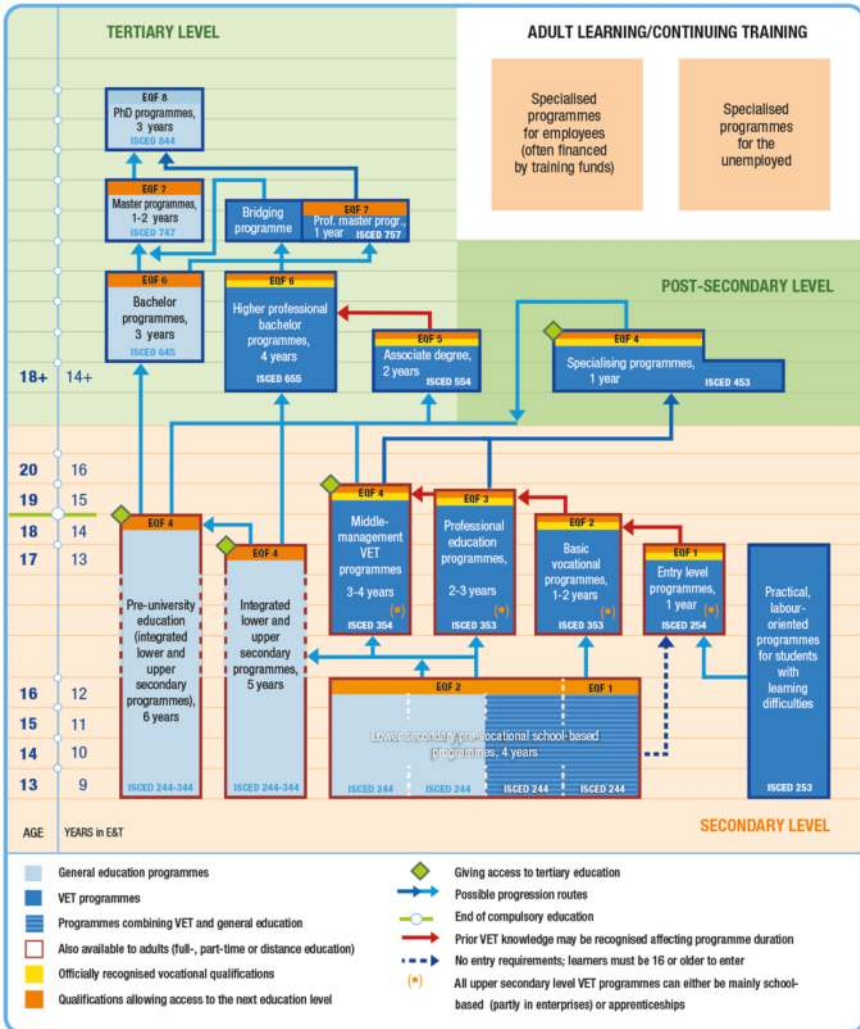 TERTIARY LEVEL
ADULT LEARNING/CONTINUING TRAINING
Specialised
programmes
for employees
(often financed
by training funds)
Specialised
programmes
for the
unemployed
EQF 8
PhD programmes,
3 years
ISCED 844
EQF 7
Master programmes,
1-2 years
ISCED 747
Bridging
programme
EQF 7
Prof. master progr.,
1 year ISCED 757
POST-SECONDARY LEVEL
EQF 6
Bachelor
programmes,
3 years
ISCED 645
EQF 6
Higher professional
bachelor
programmes,
4 years
ISCED 655
EQF 5
Associate degree,
2 years
ISCED 554
EQF 4
Specialising programmes,
1 year
ISCED 453
18+ 14+
20 16
19 15
18 14
17 13
16 12
15 11
14 10
13 9
AGE YEARS in E&T
EQF 4
Pre-university
education
(integrated
lower and
upper
secondary
programmes),
6 years
ISCED 244-344
EQF 4
Integrated
lower and
upper
secondary
programmes,
5 years
ISCED 244-344
EQF 4
Middle-
management
VET
programmes
3-4 years
(•)
ISCED 354
EQF 3
Professional
education
programmes,
2-3 years
(•)
ISCED 353
EQF 2
Basic
vocational
programmes,
1-2 years
(•)
ISCED 353
EQF 1
Entry level
programmes,
1 year
(•)
ISCED 254
Practical,
labour-
oriented
programmes
for students
with
learning
difficulties
ISCED 253
EQF 2
EQF 1
Lower secondary pre-vocational school-based
programmes, 4 years
ISCED 244
ISCED 244
ISCED 244
ISCED 244
SECONDARY LEVEL
General education programmes
VET programmes
Programmes combining VET and general education
Also available to adults (full-, part-time or distance education)
Officially recognised vocational qualifications
Qualifications allowing access to the next education level
Giving access to tertiary education
Possible progression routes
End of compulsory education
Prior VET knowledge may be recognised affecting programme duration
No entry requirements; learners must be 16 or older to enter
(•) All upper secondary level VET programmes can either be mainly school-
based (partly in enterprises) or apprenticeships